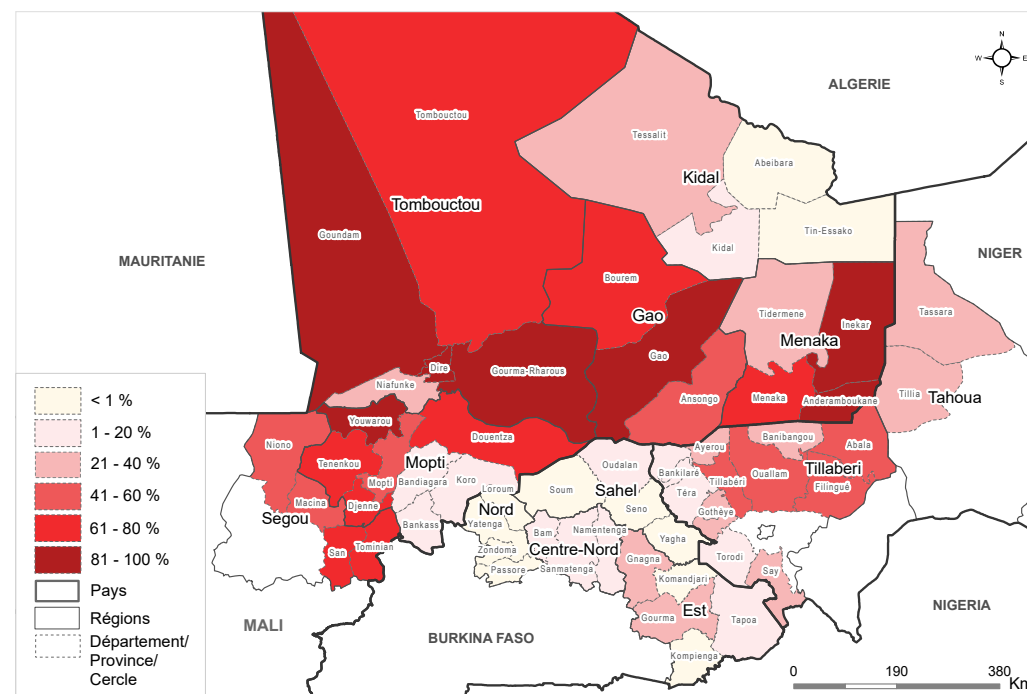 N
W
E
S
ALGERIE
Tombouctou
Tessalit
Abeibara
Kidal
Tombouctou
Goundam
Kidal
Tin-Essako
MAURITANIE
NIGER
Bourem
Gao
Tidermene
Inekar
Tassara
Menaka
Gao
Dire
Gourma-Rharous
Niafunke
Ansongo
Menaka
Anderamboukane
Tillia
Tahoua
Youwarou
Douentza
Niono
Ayerou
Banibangou
Abala
Tenenkou
Mopti
Oudalan
Bankilaré
Tillaberi
Mopti
Bandiagara
Koro
Loroum
Soum
Sahel
Téra
Tillabéri
Ouallam
Filingué
Macina
Djenne
Segou
Nord
Seno
Gothèye
Bankass
Yatenga
Bam
Namentenga
San
Tominian
Zondoma
Centre-Nord
Yagha
Torodi
Passore
Sanmatenga
Gnagna
Komandjari
Say
Est
Gourma
Tapoa
MALI
BURKINA FASO
NIGERIA
Kompienga
< 1 %
1 - 20 %
21 - 40 %
41 - 60 %
61 - 80 %
81 - 100 %
Pays
Régions
Département/
Province/
Cercle
0 190 380
Km